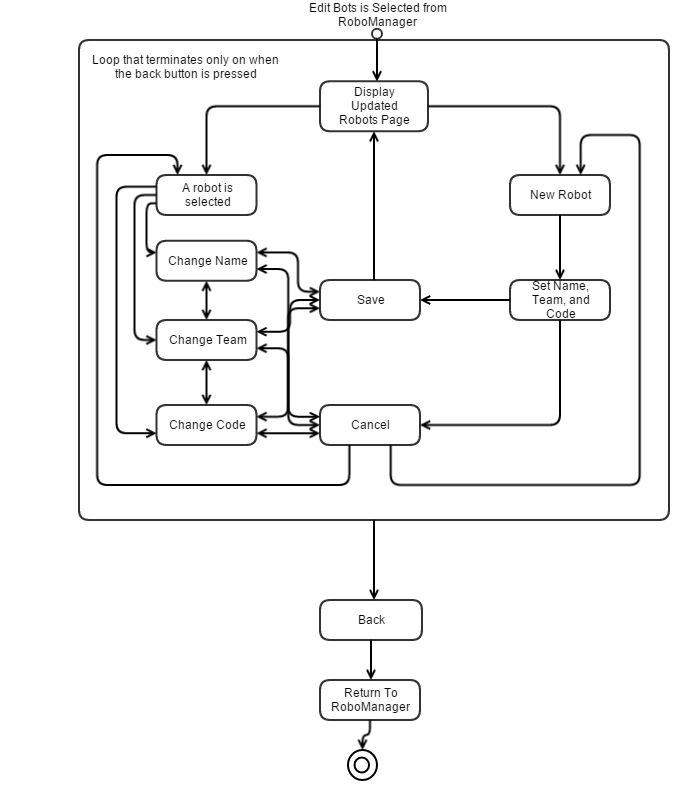 Edit Bots is Selected from
RoboManager
Loop that terminates only on when
the back button is pressed
Display
Updated
Robots Page
A robot is
selected
New Robot
Change Name
Save
Set Name,
Team, and
Code
Change Team
Change Code
Cancel
Back
Return To
RoboManager